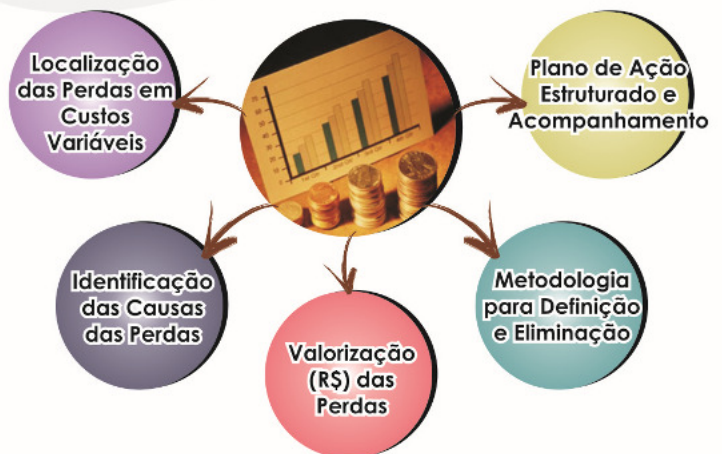 Localização
das Perdas em
Custos
Variáveis
Identificação
das Causas
das Perdas
Valorização
(R$) das
Perdas
Metodologia
para Definição
e Eliminação
Plano de Ação
Estruturado e
Acompanhamento